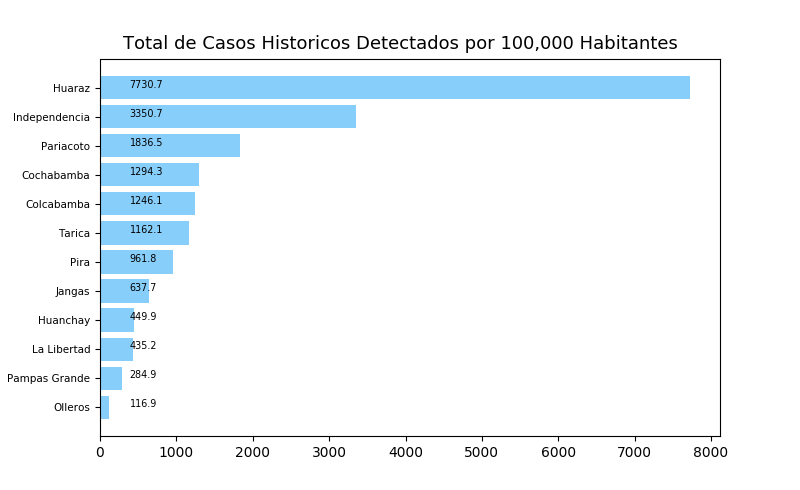 Total de Casos Historicos Detectados por 100,000 Habitantes
Huaraz 7730.7
Independencia 3350.7
Pariacoto 1836.5
Cochabamba 1294.3
Colcabamba 1246.1
Tarica 1162.1
Pira 961.8
Jangas 637.7
Huanchay 449.9
La Libertad 435.2
Pampas Grande 284.9
Olleros 116.9
0 1000 2000 3000 4000 5000 6000 7000 8000